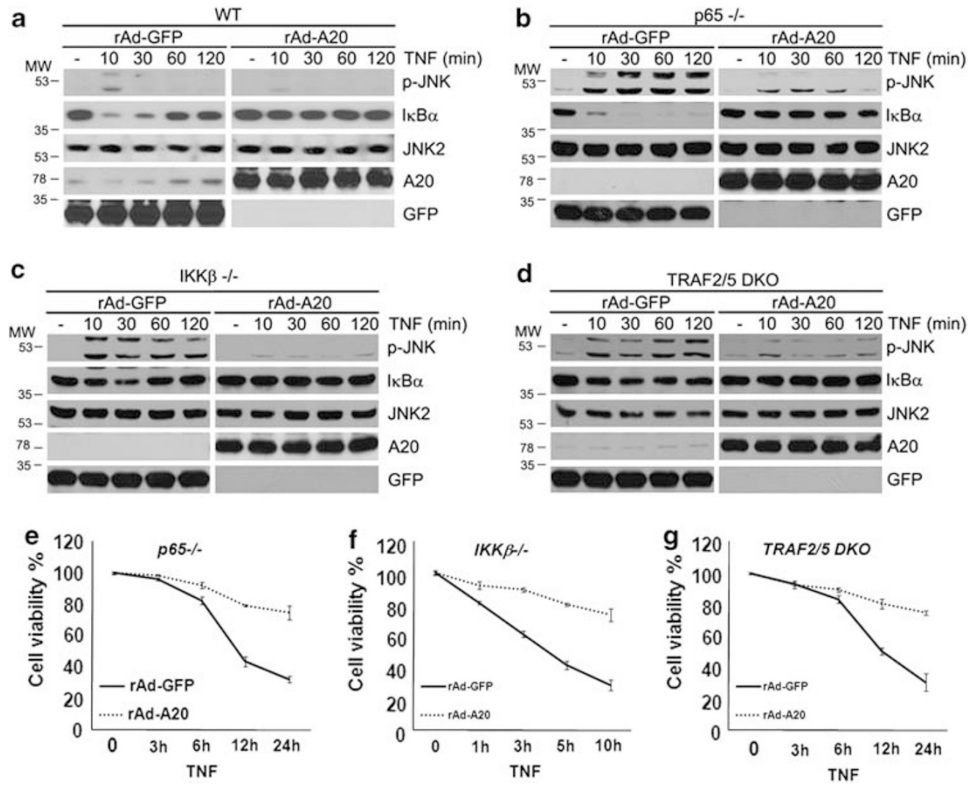 a
WT
rAd-GFP rAd-A20
MW - 10 30 60 120 - 10 30 60 120 TNF (min)
53 p-JNK
IκBα
35
JNK2
53
78 A20
35
GFP
b
p65 -/-
rAd-GFP rAd-A20
MW - 10 30 60 120 - 10 30 60 120 TNF (min)
53 p-JNK
IκBα
35
JNK2
53
78 A20
35
GFP
c
IKKβ -/-
rAd-GFP rAd-A20
MW - 10 30 60 120 - 10 30 60 120 TNF (min)
53 p-JNK
IκBα
35
JNK2
53
78 A20
35
GFP
d
TRAF2/5 DKO
rAd-GFP rAd-A20
MW - 10 30 60 120 - 10 30 60 120 TNF (min)
53 p-JNK
IκBα
35
JNK2
53
78 A20
35
GFP
e
p65-/-
Cell viability %
120
100
80
60
40
20
0
rAd-GFP
rAd-A20
0 3h 6h 12h 24h
TNF
f
IKKβ-/-
Cell viability %
120
100
80
60
40
20
0
rAd-GFP
rAd-A20
0 1h 3h 5h 10h
TNF
g
TRAF2/5 DKO
Cell viability %
120
100
80
60
40
20
0
rAd-GFP
rAd-A20
0 3h 6h 12h 24h
TNF